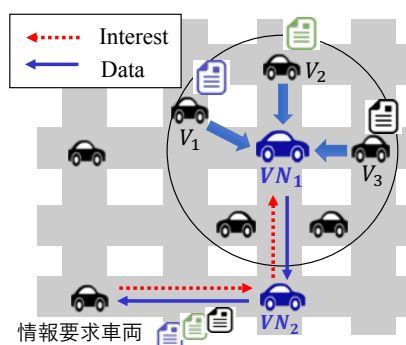 Interest
Data
V₂
V₁
VN₁
V₃
VN₂
情報要求車両